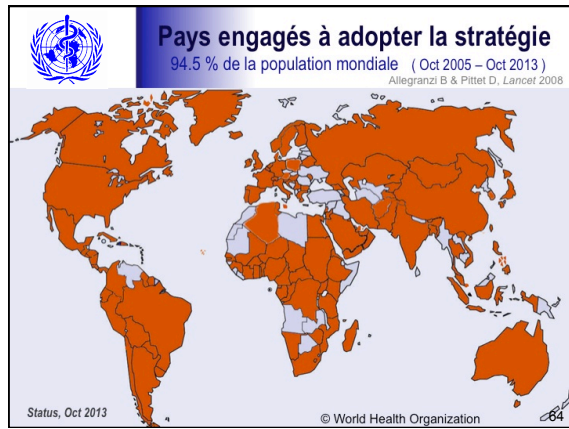 Pays engagés à adopter la stratégie
94.5 % de la population mondiale ( Oct 2005 – Oct 2013 )
Allegranzi B & Pittet D, Lancet 2008
Status, Oct 2013
© World Health Organization
64